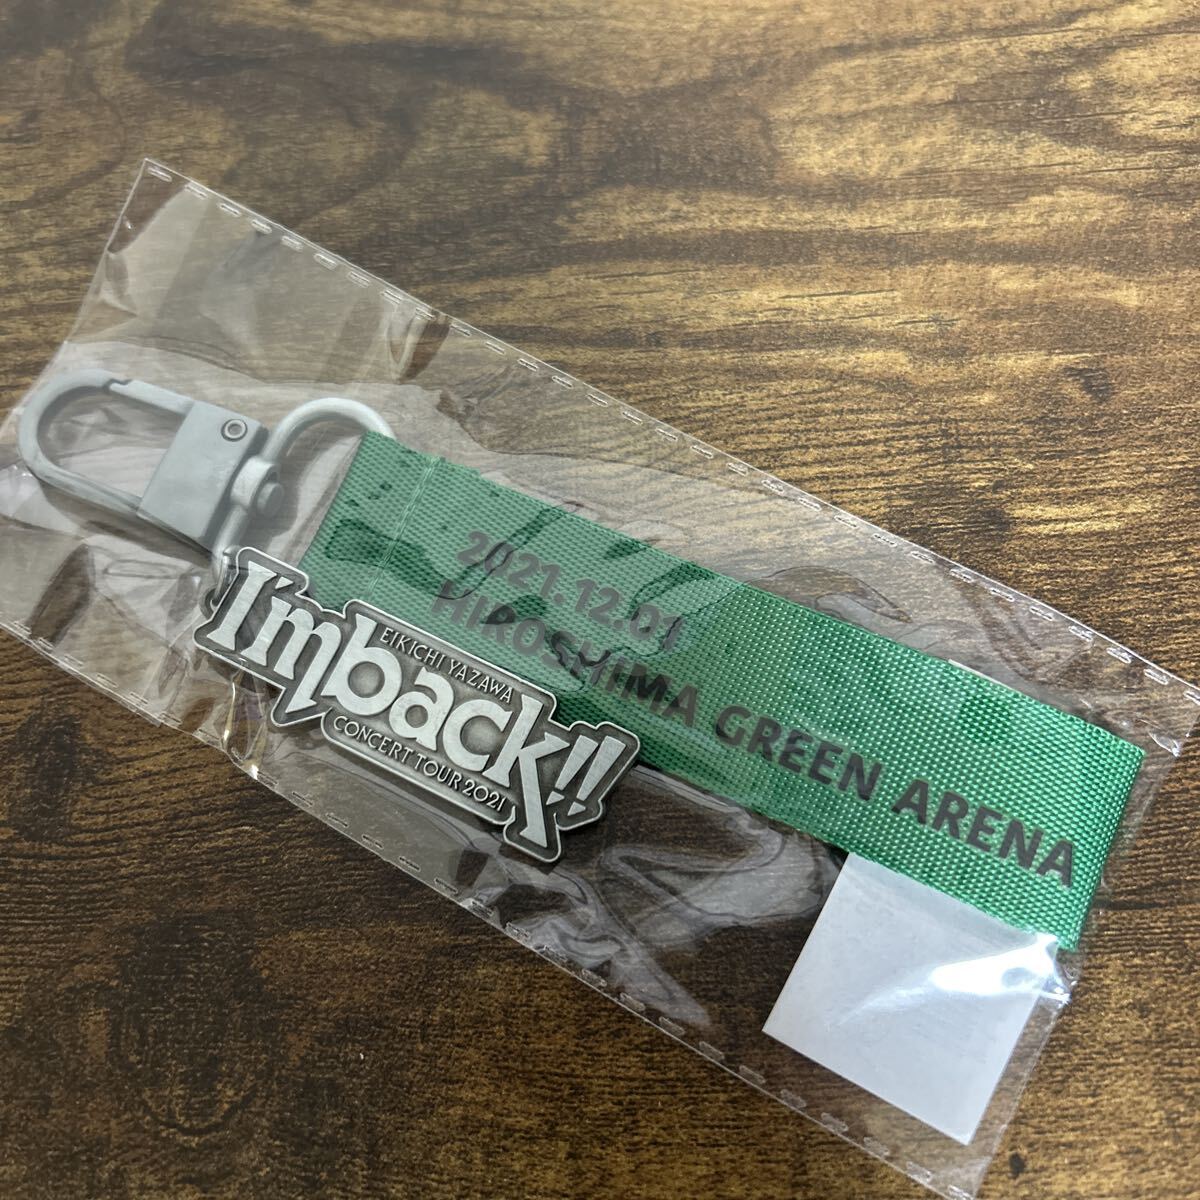 2021.12.01
HIROSHIMA GREEN ARENA
I'm back!!
EIKICHI YAZAWA
CONCERT TOUR 2021